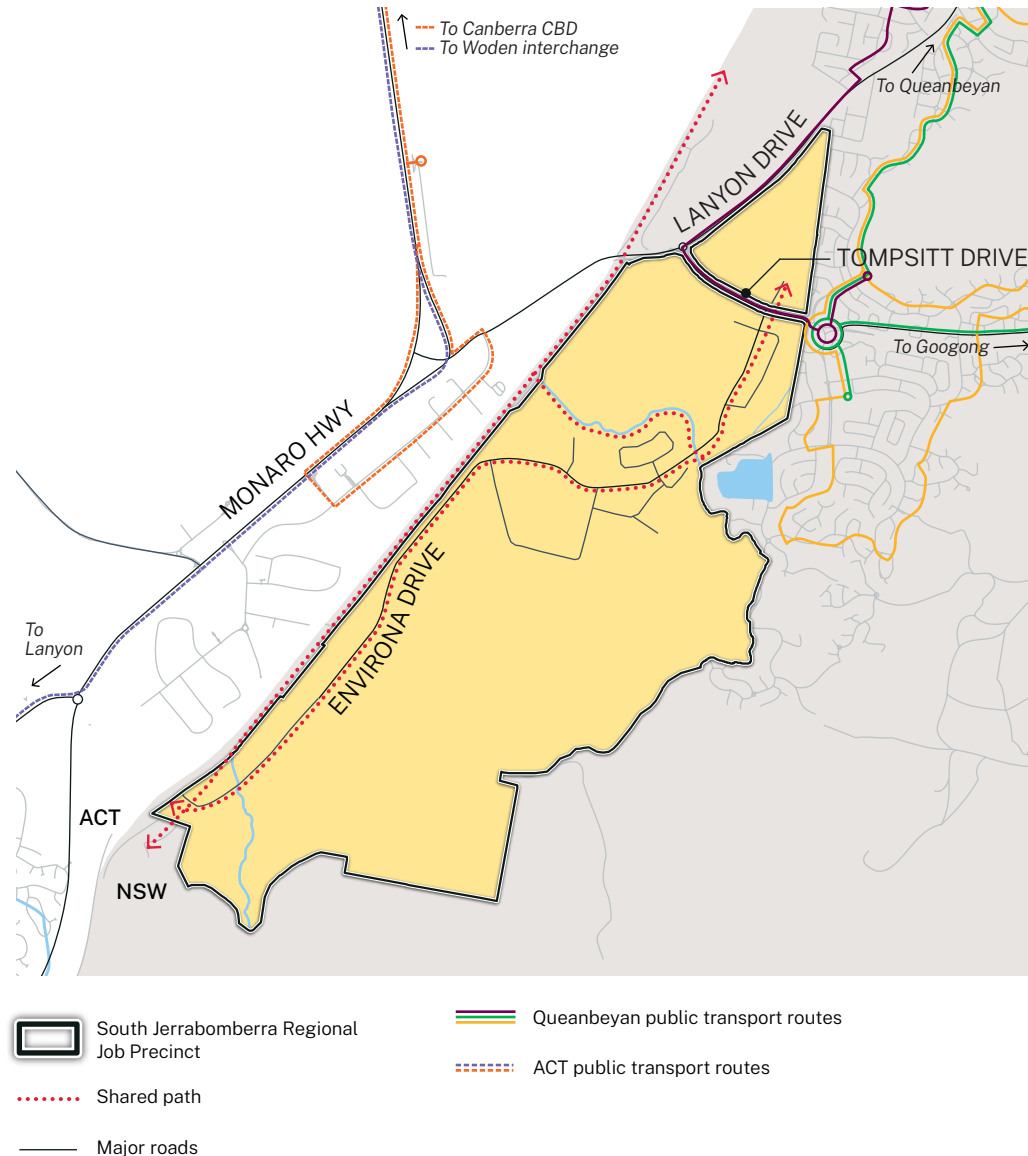 To Canberra CBD
To Woden interchange
To Queanbeyan
LANYON DRIVE
TOMPSITT DRIVE
To Googong
MONARO HWY
ENVIRONA DRIVE
To
Lanyon
ACT
NSW
South Jerrabomberra Regional
Job Precinct
Shared path
Major roads
Queanbeyan public transport routes
ACT public transport routes